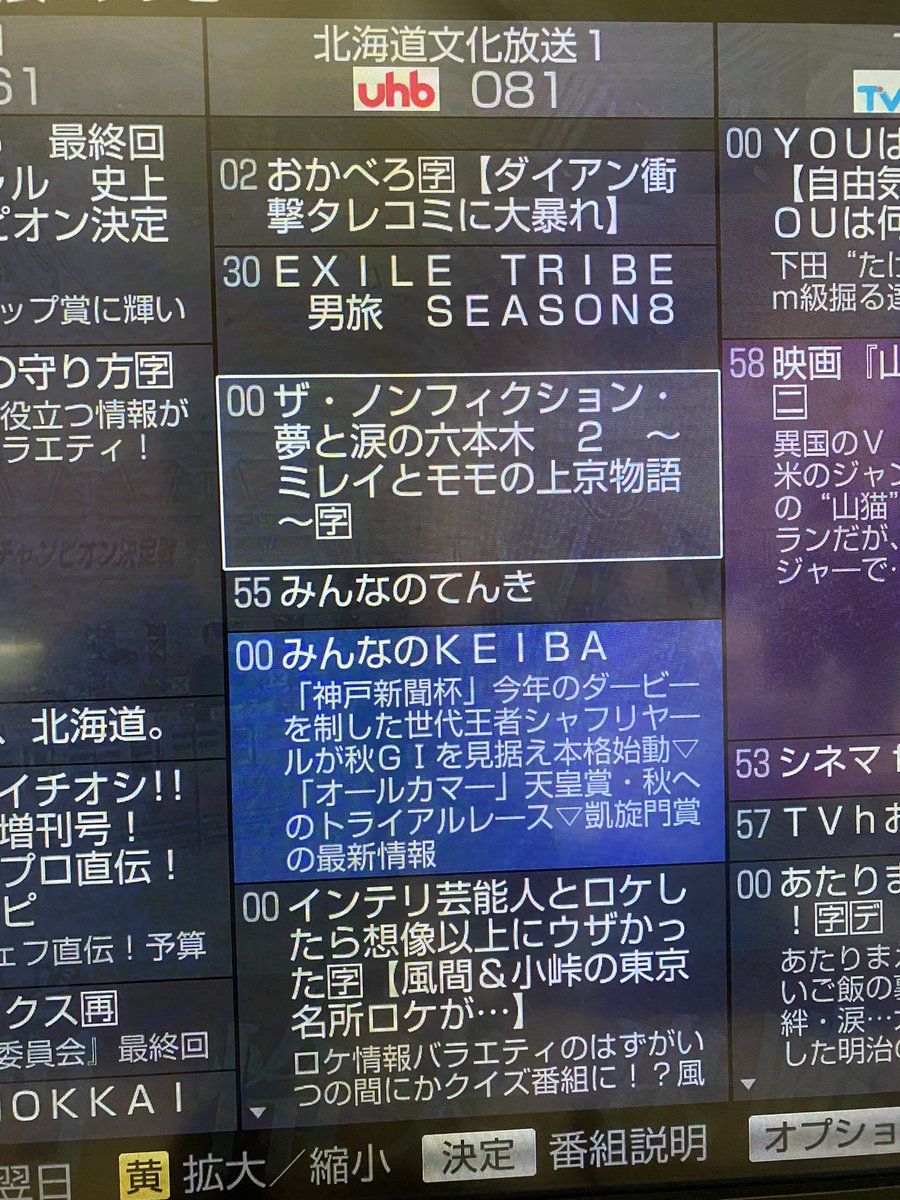 61
最終回
ル 史上
ピオン決定
ップ賞に輝い
の守り方字
役立つ情報が
ラエティ！
チャンピオン決定戦
、北海道。
イチオシ!!
増刊号！
プロ直伝！
ピ
ェフ直伝！予算
クス再
委員会』最終回
HOKKAI
北海道文化放送1
uhb 081
02 おかべろ字【ダイアン衝
撃タレコミに大暴れ】
30 EXILE TRIBE
男旅 SEASON8
00 ザ・ノンフィクション・
夢と涙の六本木 2 〜
ミレイとモモの上京物語
〜字
55 みんなのてんき
00 みんなのKEIBA
「神戸新聞杯」今年のダービー
を制した世代王者シャフリヤー
ルが秋GIを見据え本格始動▽
「オールカマー」天皇賞・秋へ
のトライアルレース▽凱旋門賞
の最新情報
00 インテリ芸能人とロケし
たら想像以上にウザかっ
た字【風間＆小峠の東京
名所ロケが…】
ロケ情報バラエティのはずがい
つの間にかクイズ番組に！？風
TV
00 YOUは
【自由気
OUは何
下田“たけ
m級掘る達
58 映画『山
二
異国のV
米のジャン
の“山猫”
ランだが、
ジャーで…
53 シネマ
57 TVhお
00 あたりま
！字デ
あたりまえ
いご飯の裏
絆・涙…
した明治の
翌日
黄 拡大／縮小
決定 番組説明
オプショ